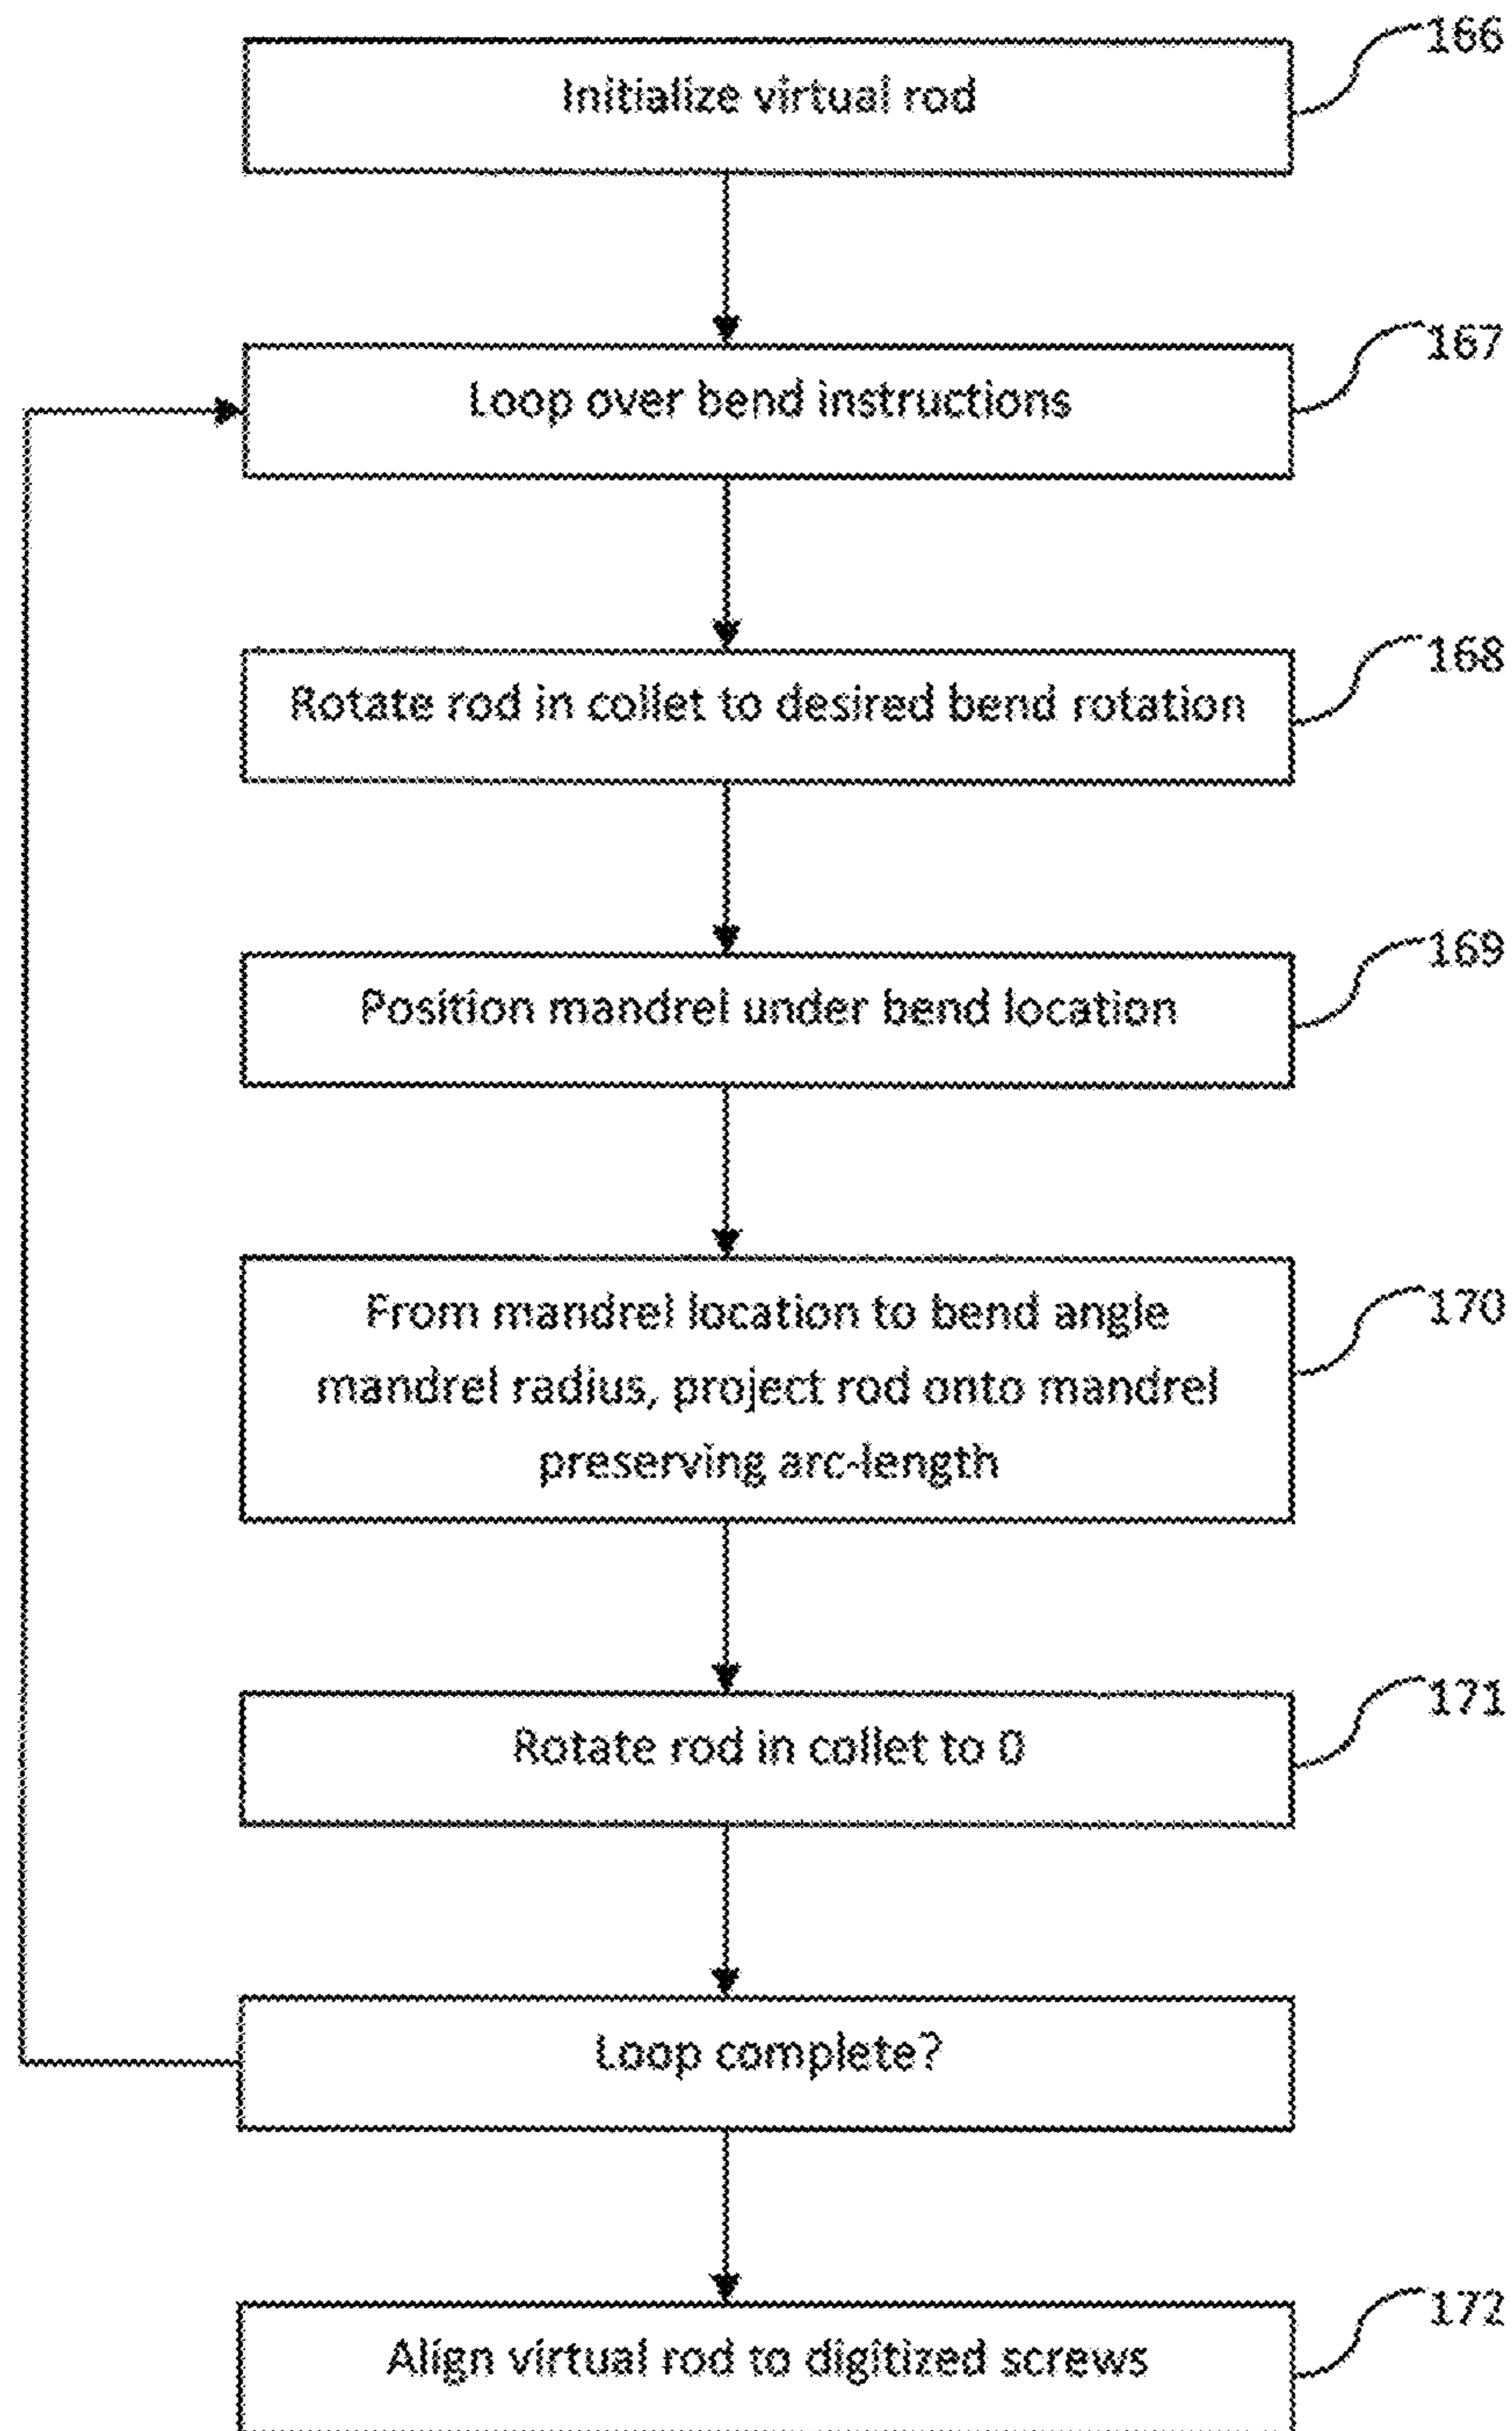 166
Initialize virtual rod
167
Loop over bend instructions
168
Rotate rod in collet to desired bend rotation
169
Position mandrel under bend location
170
From mandrel location to bend angle
mandrel radius, project rod onto mandrel
preserving arc-length
171
Rotate rod in collet to 0
Loop complete?
172
Align virtual rod to digitized screws